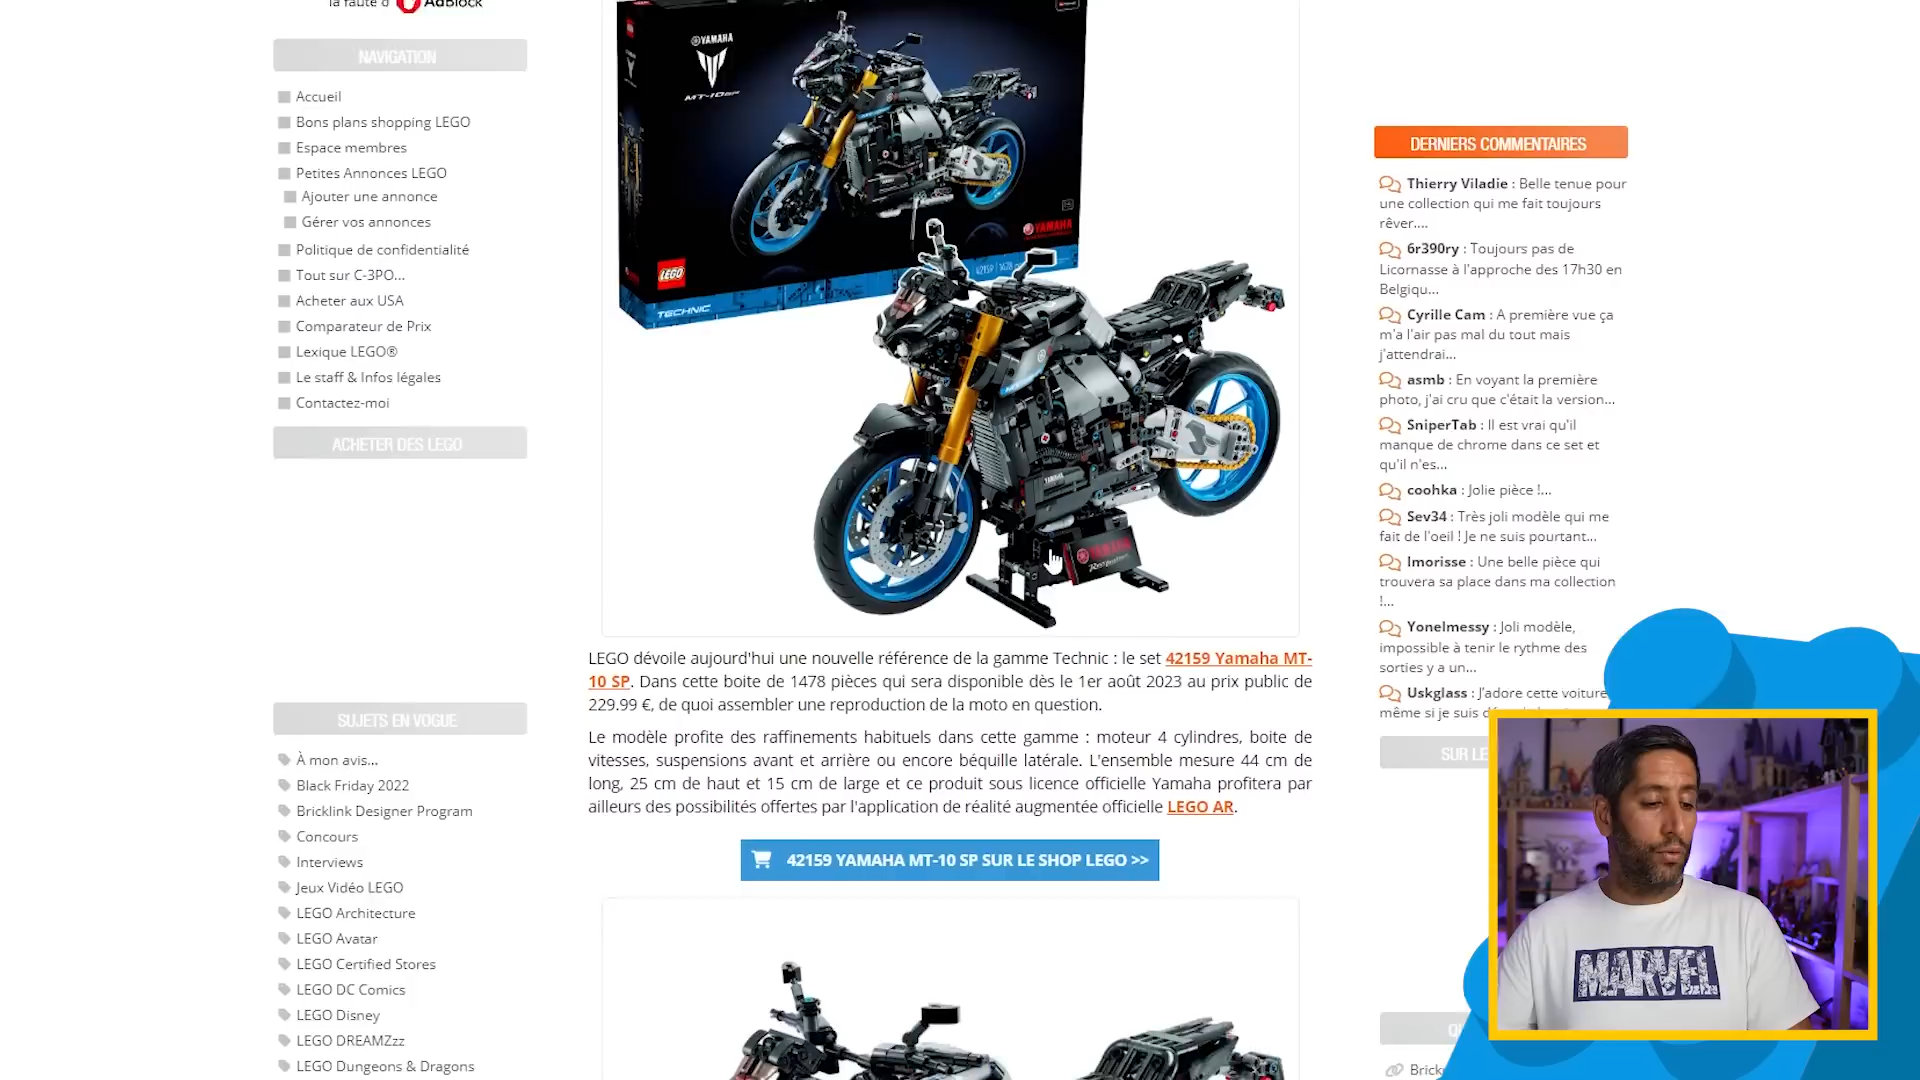 la faute à AdBlock
NAVIGATION
Accueil
Bons plans shopping LEGO
Espace membres
Petites Annonces LEGO
Ajouter une annonce
Gérer vos annonces
Politique de confidentialité
Tout sur C-3PO...
Acheter aux USA
Comparateur de Prix
Lexique LEGO®
Le staff & Infos légales
Contactez-moi
ACHETER DES LEGO
SUJETS EN VOGUE
À mon avis...
Black Friday 2022
Bricklink Designer Program
Concours
Interviews
Jeux Vidéo LEGO
LEGO Architecture
LEGO Avatar
LEGO Certified Stores
LEGO DC Comics
LEGO Disney
LEGO DREAMZzz
LEGO Dungeons & Dragons
YAMAHA
MT-10 SP
YAMAHA
LEGO
TECHNIC
42159
YAMAHA
LEGO dévoile aujourd'hui une nouvelle référence de la gamme Technic : le set 42159 Yamaha MT-
10 SP. Dans cette boite de 1478 pièces qui sera disponible dès le 1er août 2023 au prix public de
229.99 €, de quoi assembler une reproduction de la moto en question.
Le modèle profite des raffinements habituels dans cette gamme : moteur 4 cylindres, boite de
vitesses, suspensions avant et arrière ou encore béquille latérale. L'ensemble mesure 44 cm de
long, 25 cm de haut et 15 cm de large et ce produit sous licence officielle Yamaha profitera par
ailleurs des possibilités offertes par l'application de réalité augmentée officielle LEGO AR.
42159 YAMAHA MT-10 SP SUR LE SHOP LEGO >>
DERNIERS COMMENTAIRES
Thierry Viladie : Belle tenue pour
une collection qui me fait toujours
rêver....
6r390ry : Toujours pas de
Licornasse à l'approche des 17h30 en
Belgiqu...
Cyrille Cam : A première vue ça
m'a l'air pas mal du tout mais
j'attendrai...
asmb : En voyant la première
photo, j'ai cru que c'était la version...
SniperTab : Il est vrai qu'il
manque de chrome dans ce set et
qu'il n'es...
coohka : Jolie pièce !...
Sev34 : Très joli modèle qui me
fait de l'oeil ! Je ne suis pourtant...
lmorisse : Une belle pièce qui
trouvera sa place dans ma collection
!...
Yonelmessy : Joli modèle,
impossible à tenir le rythme des
sorties y a un...
Uskglass : J'adore cette voiture
même si je suis
SUR LE
Brick
MARVEL